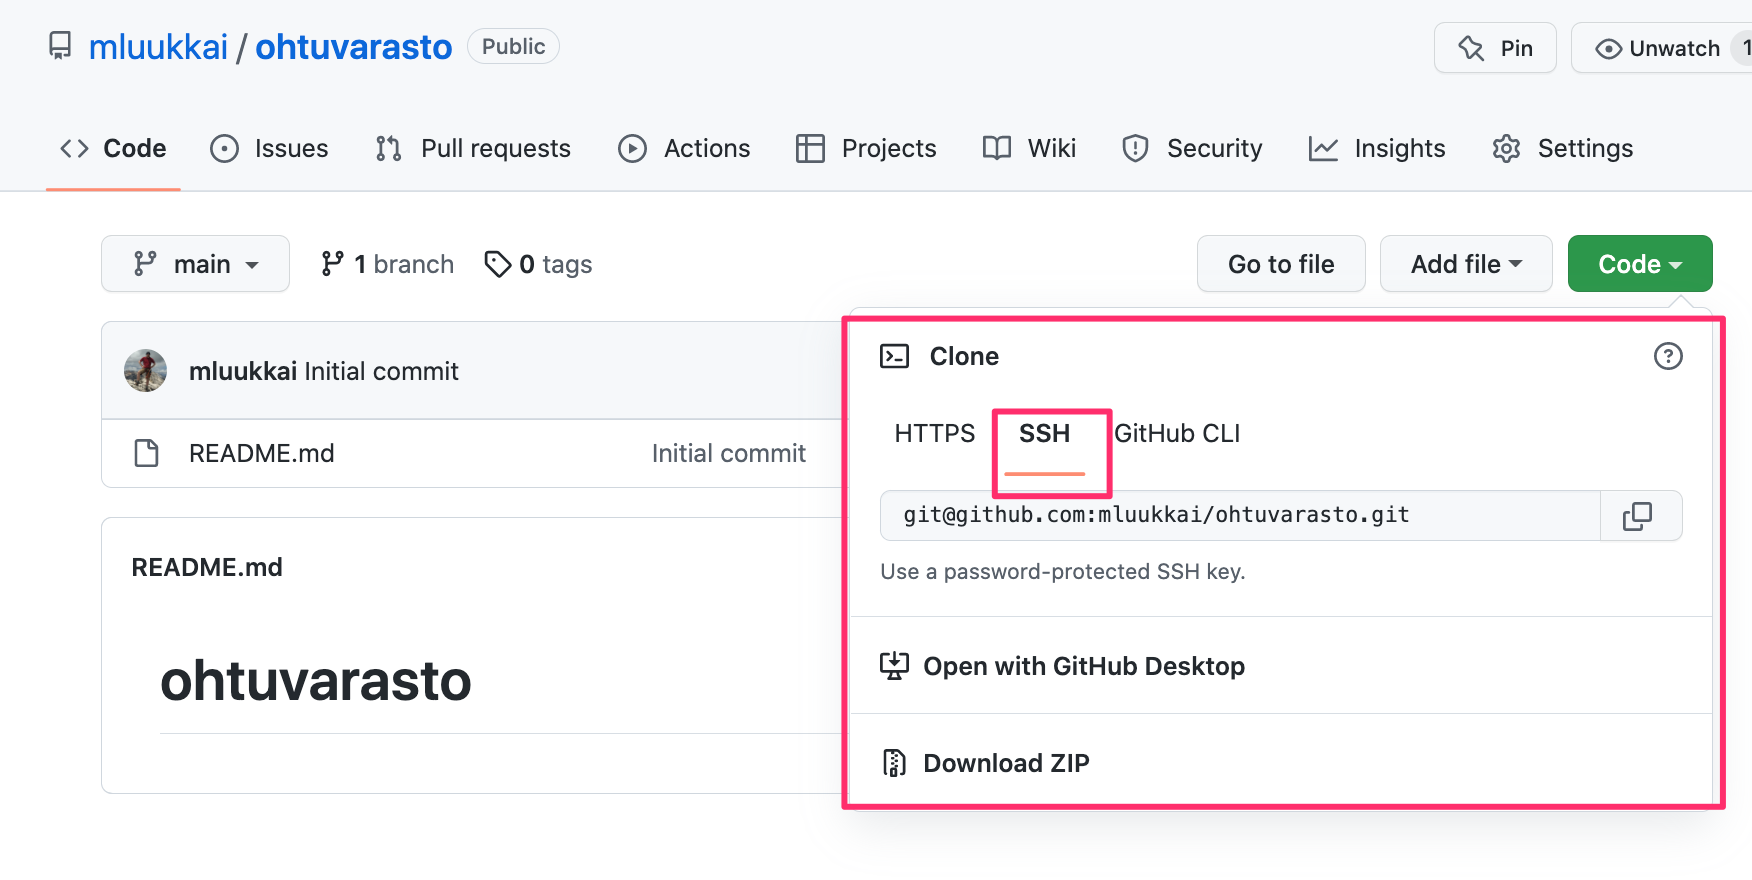 mluukkai / ohtuvarasto Public
Pin
Unwatch 1
Code Issues Pull requests Actions Projects Wiki Security Insights Settings
main 1 branch 0 tags
Go to file Add file Code
mluukkai Initial commit
README.md Initial commit
README.md
ohtuvarasto
Clone
HTTPS SSH GitHub CLI
git@github.com:mluukkai/ohtuvarasto.git
Use a password-protected SSH key.
Open with GitHub Desktop
Download ZIP